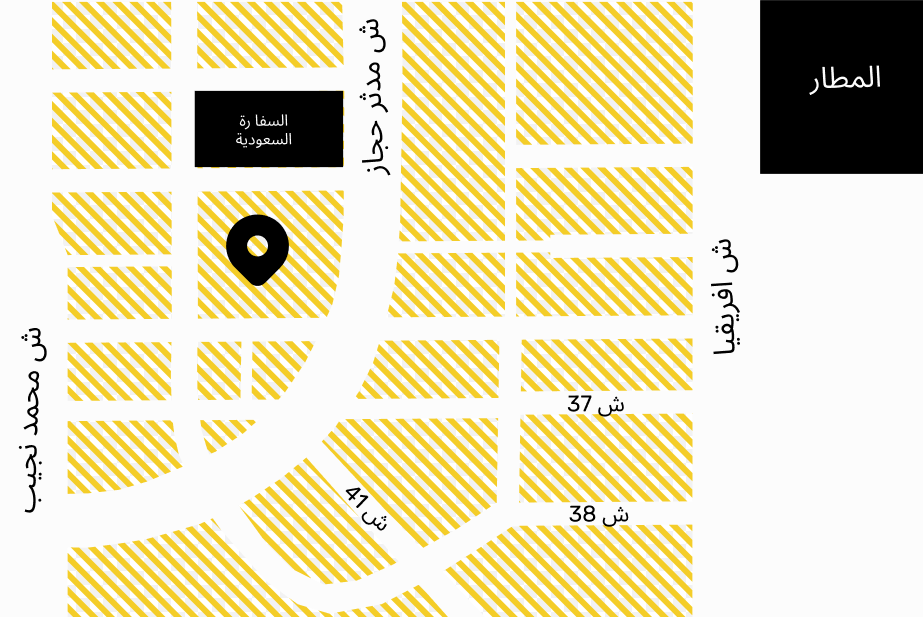 ش مدثر حجاز
المطار
السفا رة
السعودية
ش افريقيا
ش محمد نجيب
ش 37
ش 41
ش 38